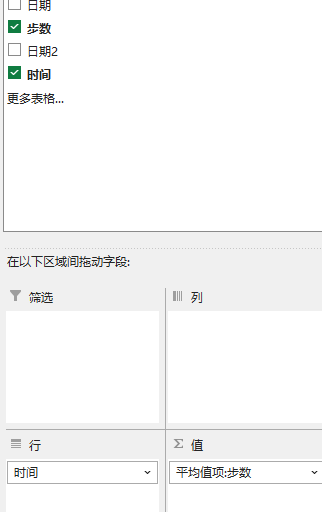 日期
步数
日期2
时间
更多表格...
在以下区域间拖动字段:
筛选
列
行
值
时间
平均值项:步数